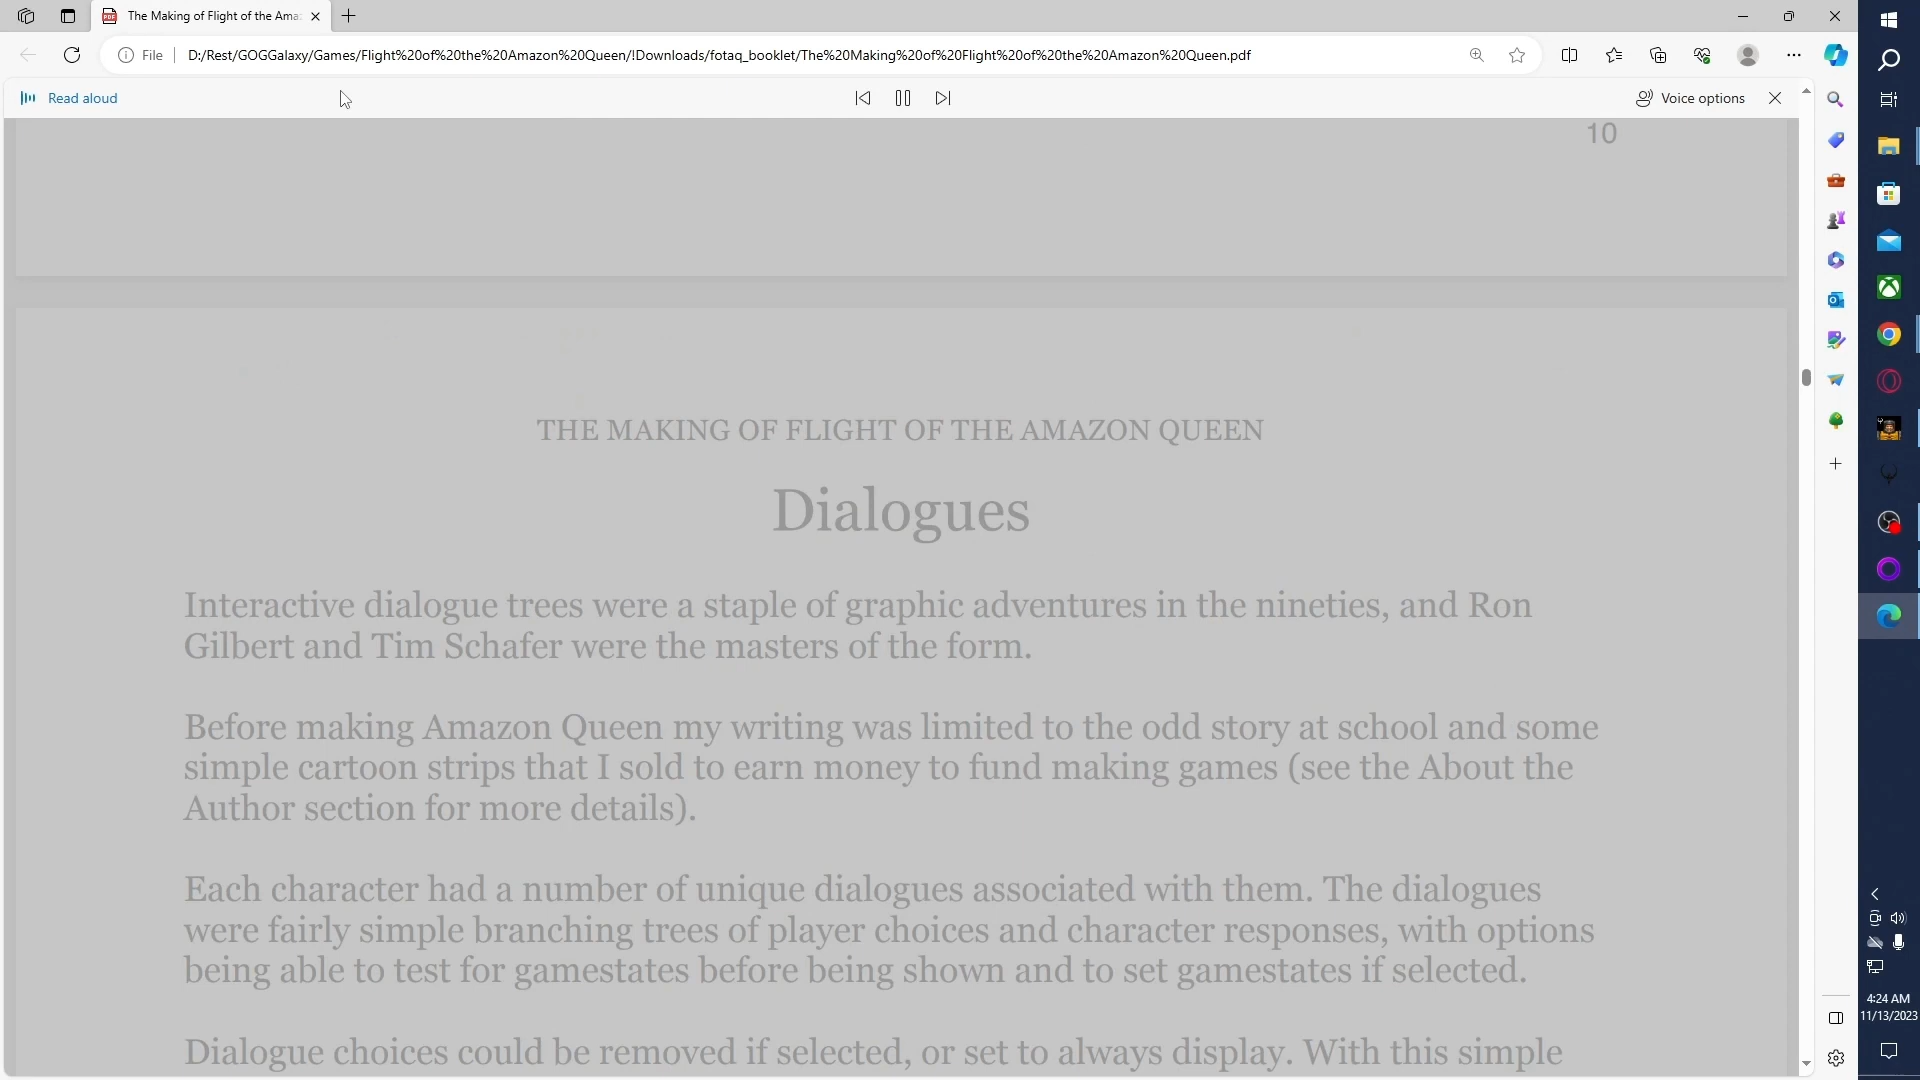 The Making of Flight of the Ama
File
D:/Rest/GOGGalaxy/Games/Flight%20of%20the%20Amazon%20Queen/!Downloads/fotaq_booklet/The%20Making%20of%20Flight%20of%20the%20Amazon%20Queen.pdf
Read aloud
Voice options
10
THE MAKING OF FLIGHT OF THE AMAZON QUEEN
Dialogues
Interactive dialogue trees were a staple of graphic adventures in the nineties, and Ron
Gilbert and Tim Schafer were the masters of the form.
Before making Amazon Queen my writing was limited to the odd story at school and some
simple cartoon strips that I sold to earn money to fund making games (see the About the
Author section for more details).
Each character had a number of unique dialogues associated with them. The dialogues
were fairly simple branching trees of player choices and character responses, with options
being able to test for gamestates before being shown and to set gamestates if selected.
Dialogue choices could be removed if selected, or set to always display. With this simple
4:24 AM
11/13/2023